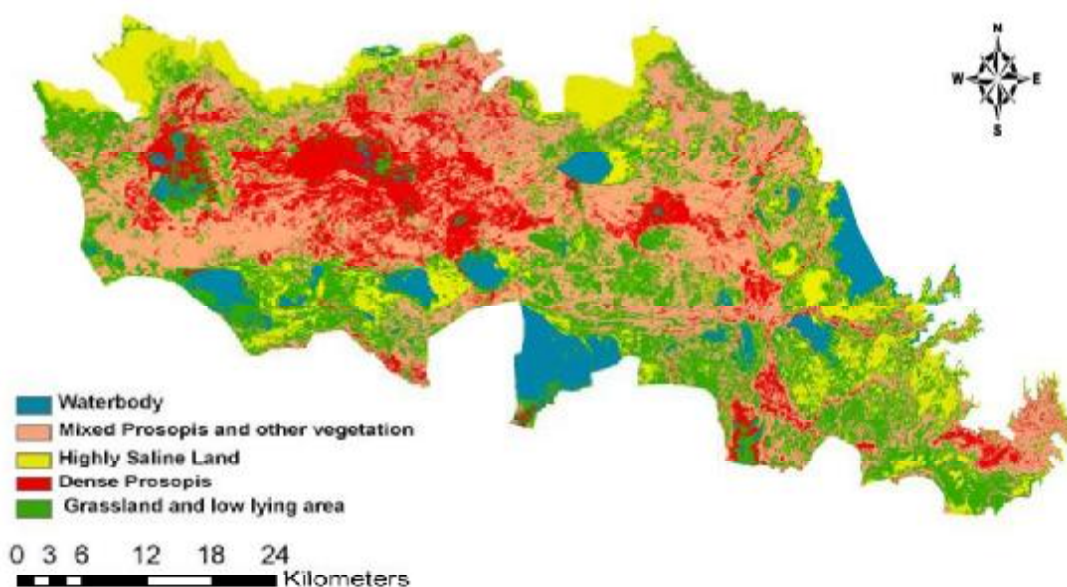 N
W E
S
Waterbody
Mixed Prosopis and other vegetation
Highly Saline Land
Dense Prosopis
Grassland and low lying area
0 3 6 12 18 24
Kilometers